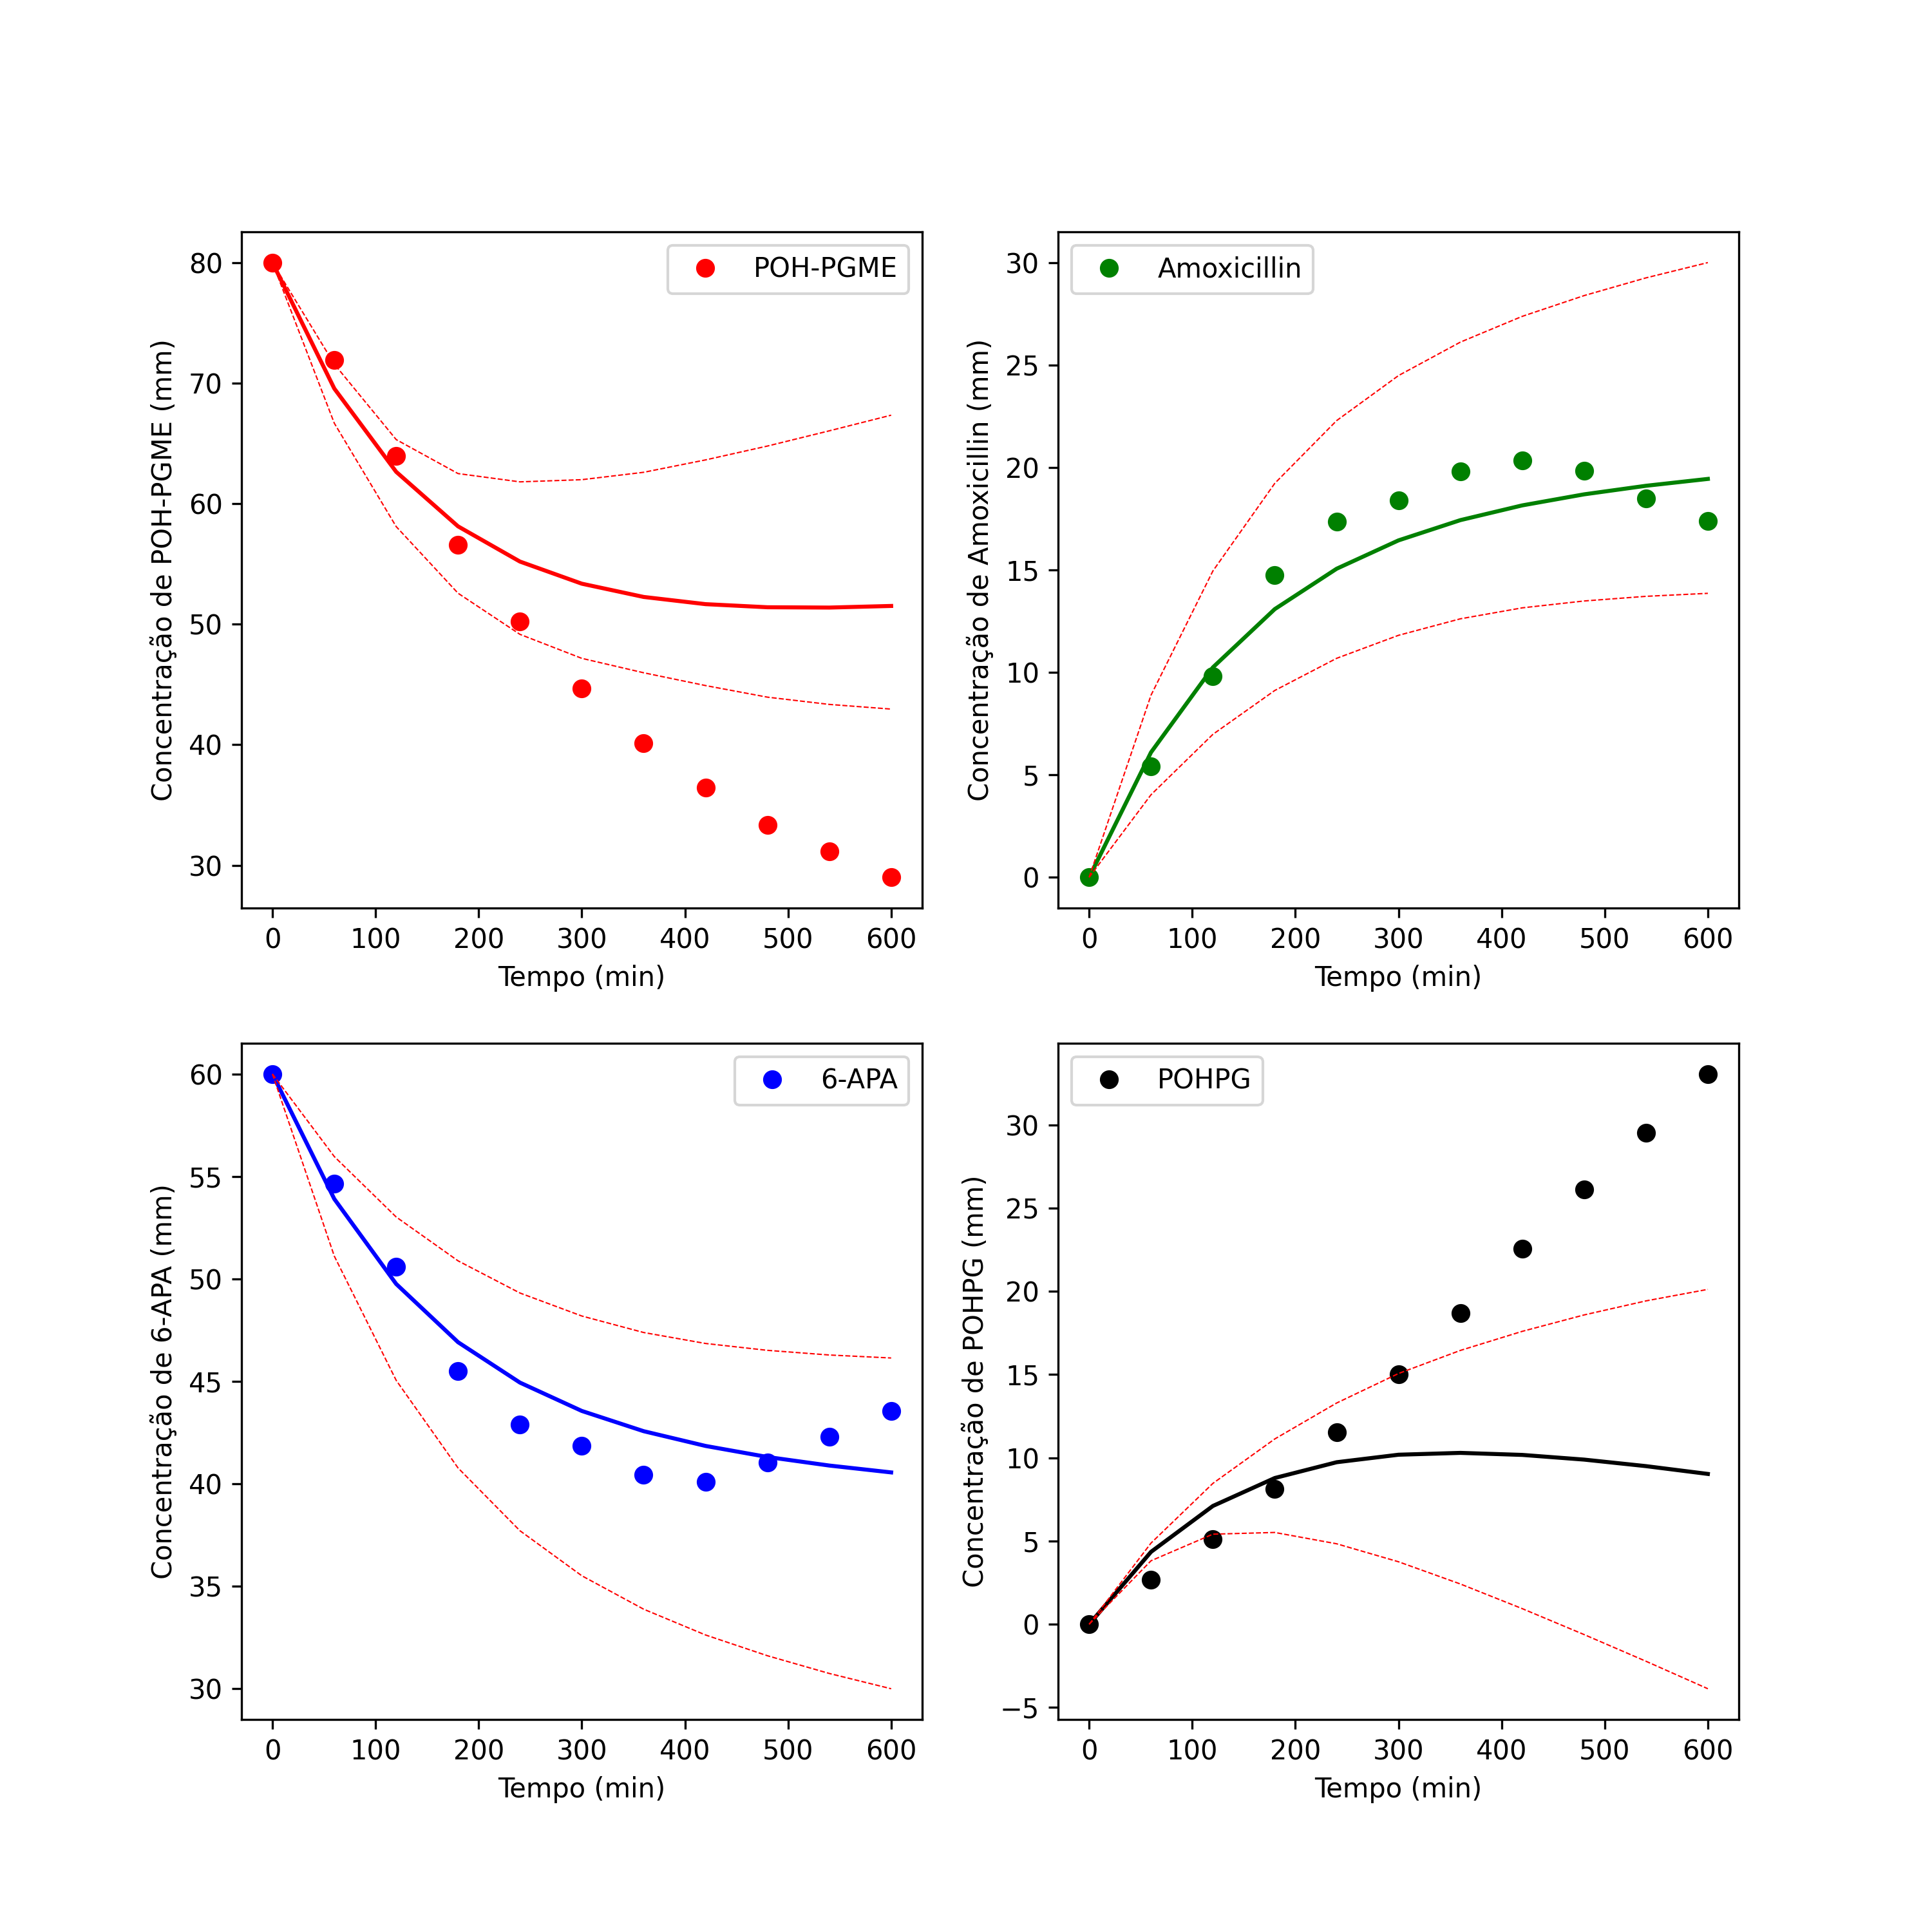 POH-PGME
Concentração de POH-PGME (mm)
80
70
60
50
40
30
0 100 200 300 400 500 600
Tempo (min)
Amoxicillin
Concentração de Amoxicillin (mm)
30
25
20
15
10
5
0
0 100 200 300 400 500 600
Tempo (min)
6-APA
Concentração de 6-APA (mm)
60
55
50
45
40
35
30
0 100 200 300 400 500 600
Tempo (min)
POHPG
Concentração de POHPG (mm)
30
25
20
15
10
5
0
−5
0 100 200 300 400 500 600
Tempo (min)